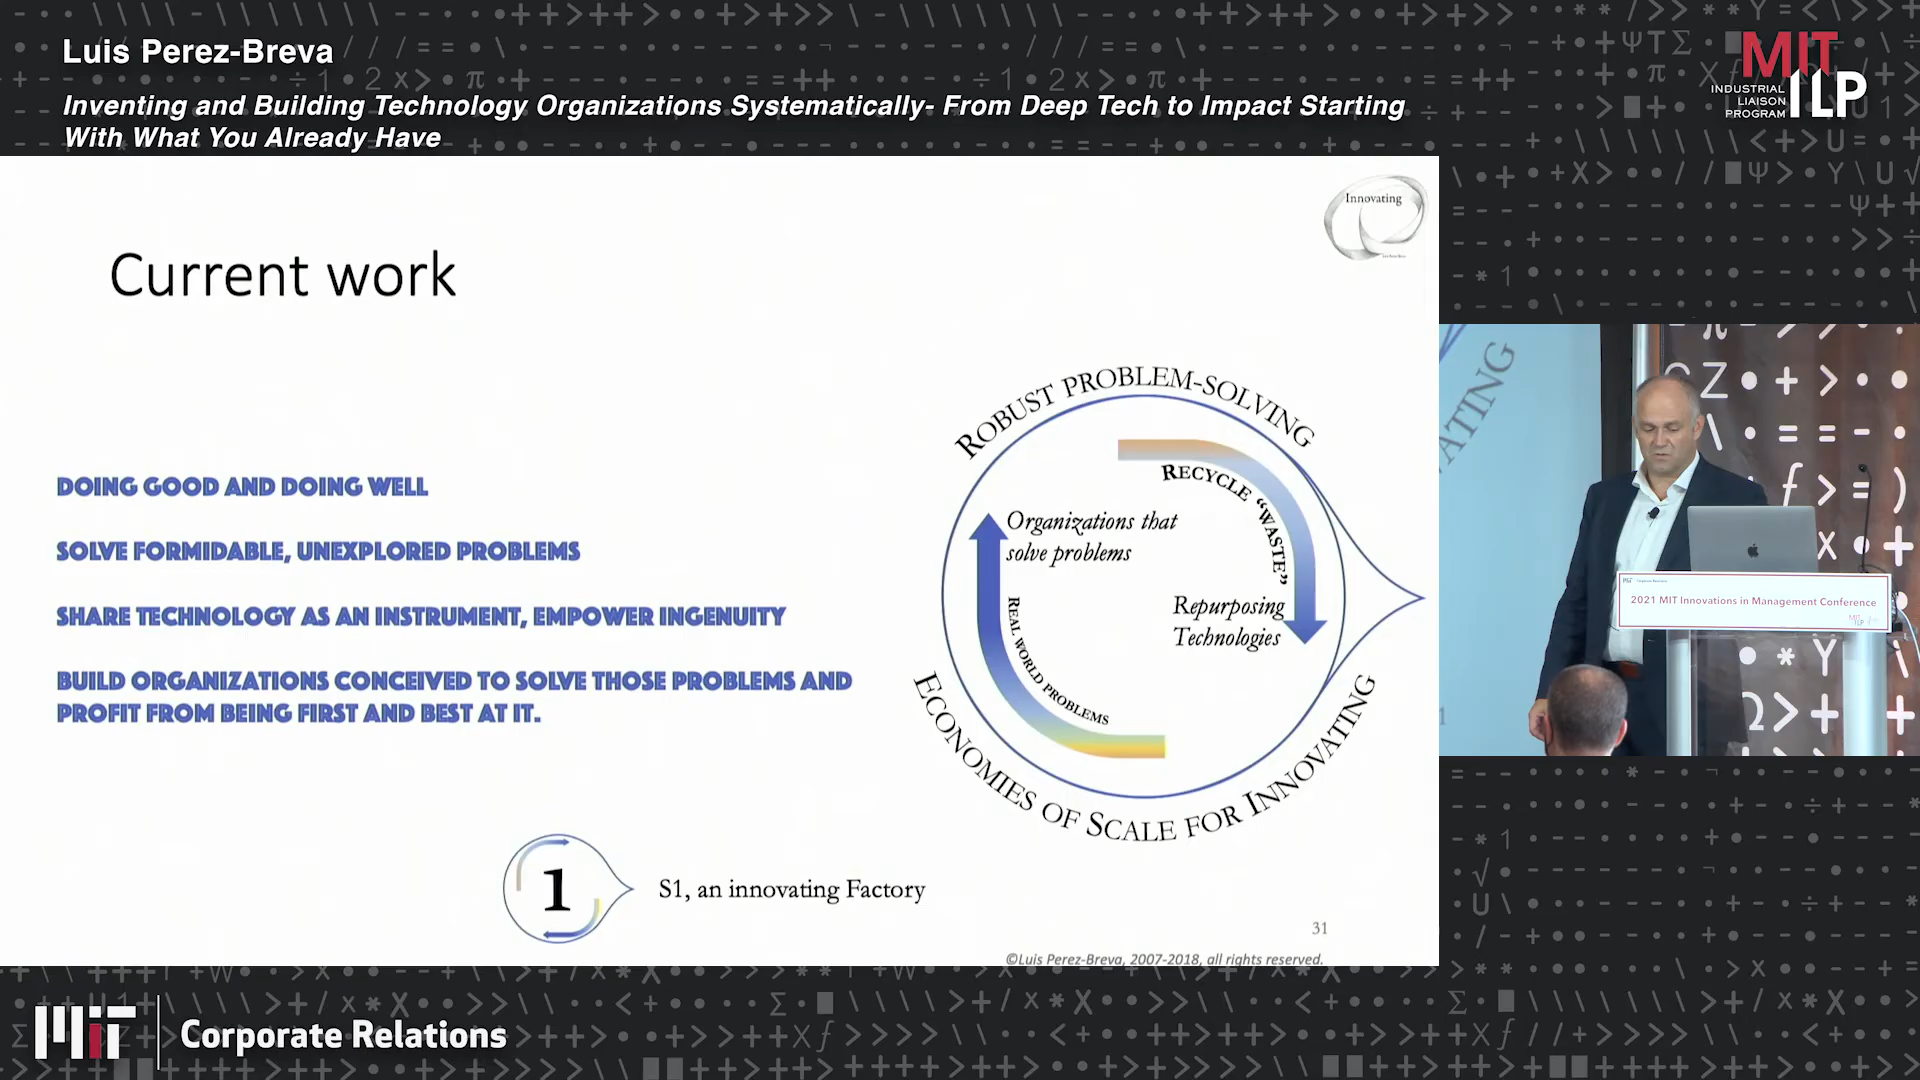 Luis Perez-Breva
Inventing and Building Technology Organizations Systematically- From Deep Tech to Impact Starting
With What You Already Have
MIT
ILP
INDUSTRIAL
LIAISON
PROGRAM
Innovating
Current work
DOING GOOD AND DOING WELL
SOLVE FORMIDABLE, UNEXPLORED PROBLEMS
SHARE TECHNOLOGY AS AN INSTRUMENT, EMPOWER INGENUITY
BUILD ORGANIZATIONS CONCEIVED TO SOLVE THOSE PROBLEMS AND
PROFIT FROM BEING FIRST AND BEST AT IT.
ROBUST PROBLEM-SOLVING
RECYCLE “WASTE”
Organizations that
solve problems
REAL WORLD PROBLEMS
Repurposing
Technologies
ECONOMIES OF SCALE FOR INNOVATING
1
S1, an innovating Factory
31
©Luis Perez-Breva, 2007-2018, all rights reserved.
ATING
2021 MIT Innovations in Management Conference
MIT
ILP
MIT
Corporate Relations